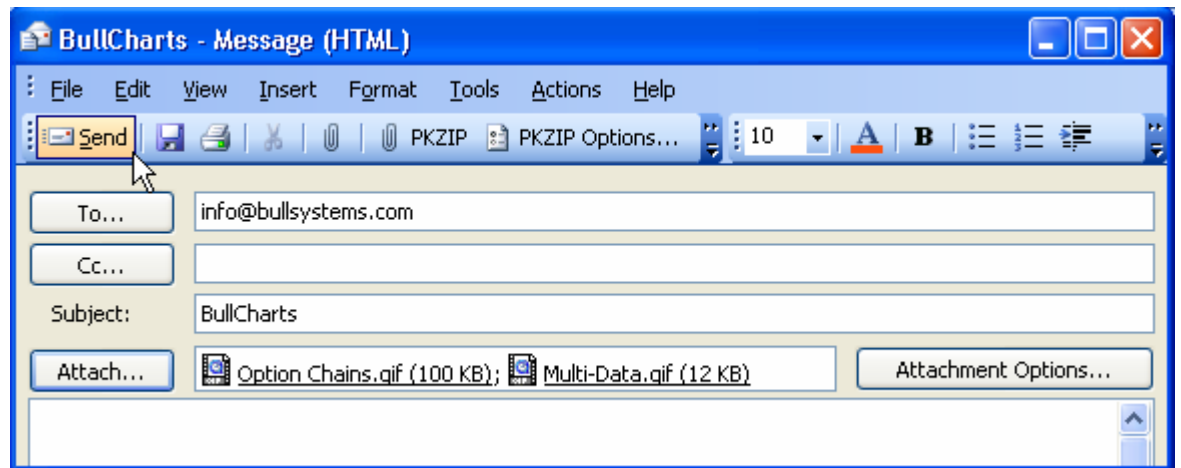 BullCharts - Message (HTML)
File Edit View Insert Format Tools Actions Help
Send PKZIP PKZIP Options... 10 A B
To... info@bullsystems.com
Cc...
Subject: BullCharts
Attach... Option Chains.gif (100 KB); Multi-Data.gif (12 KB) Attachment Options...